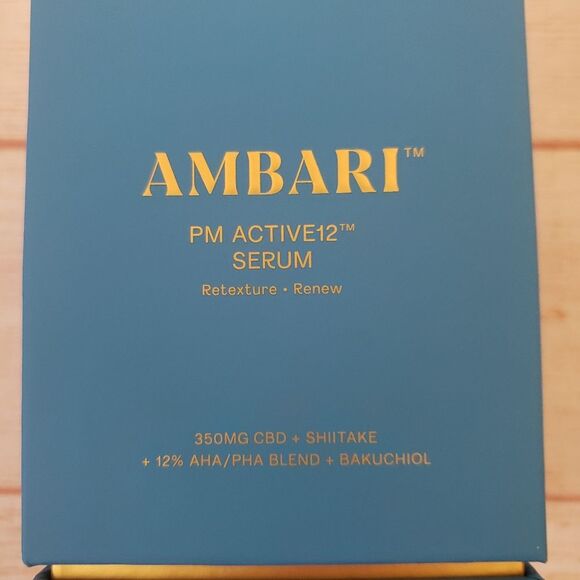 AMBARI™
PM ACTIVE12™
SERUM
Retexture · Renew
350MG CBD + SHIITAKE
+ 12% AHA/PHA BLEND + BAKUCHIOL